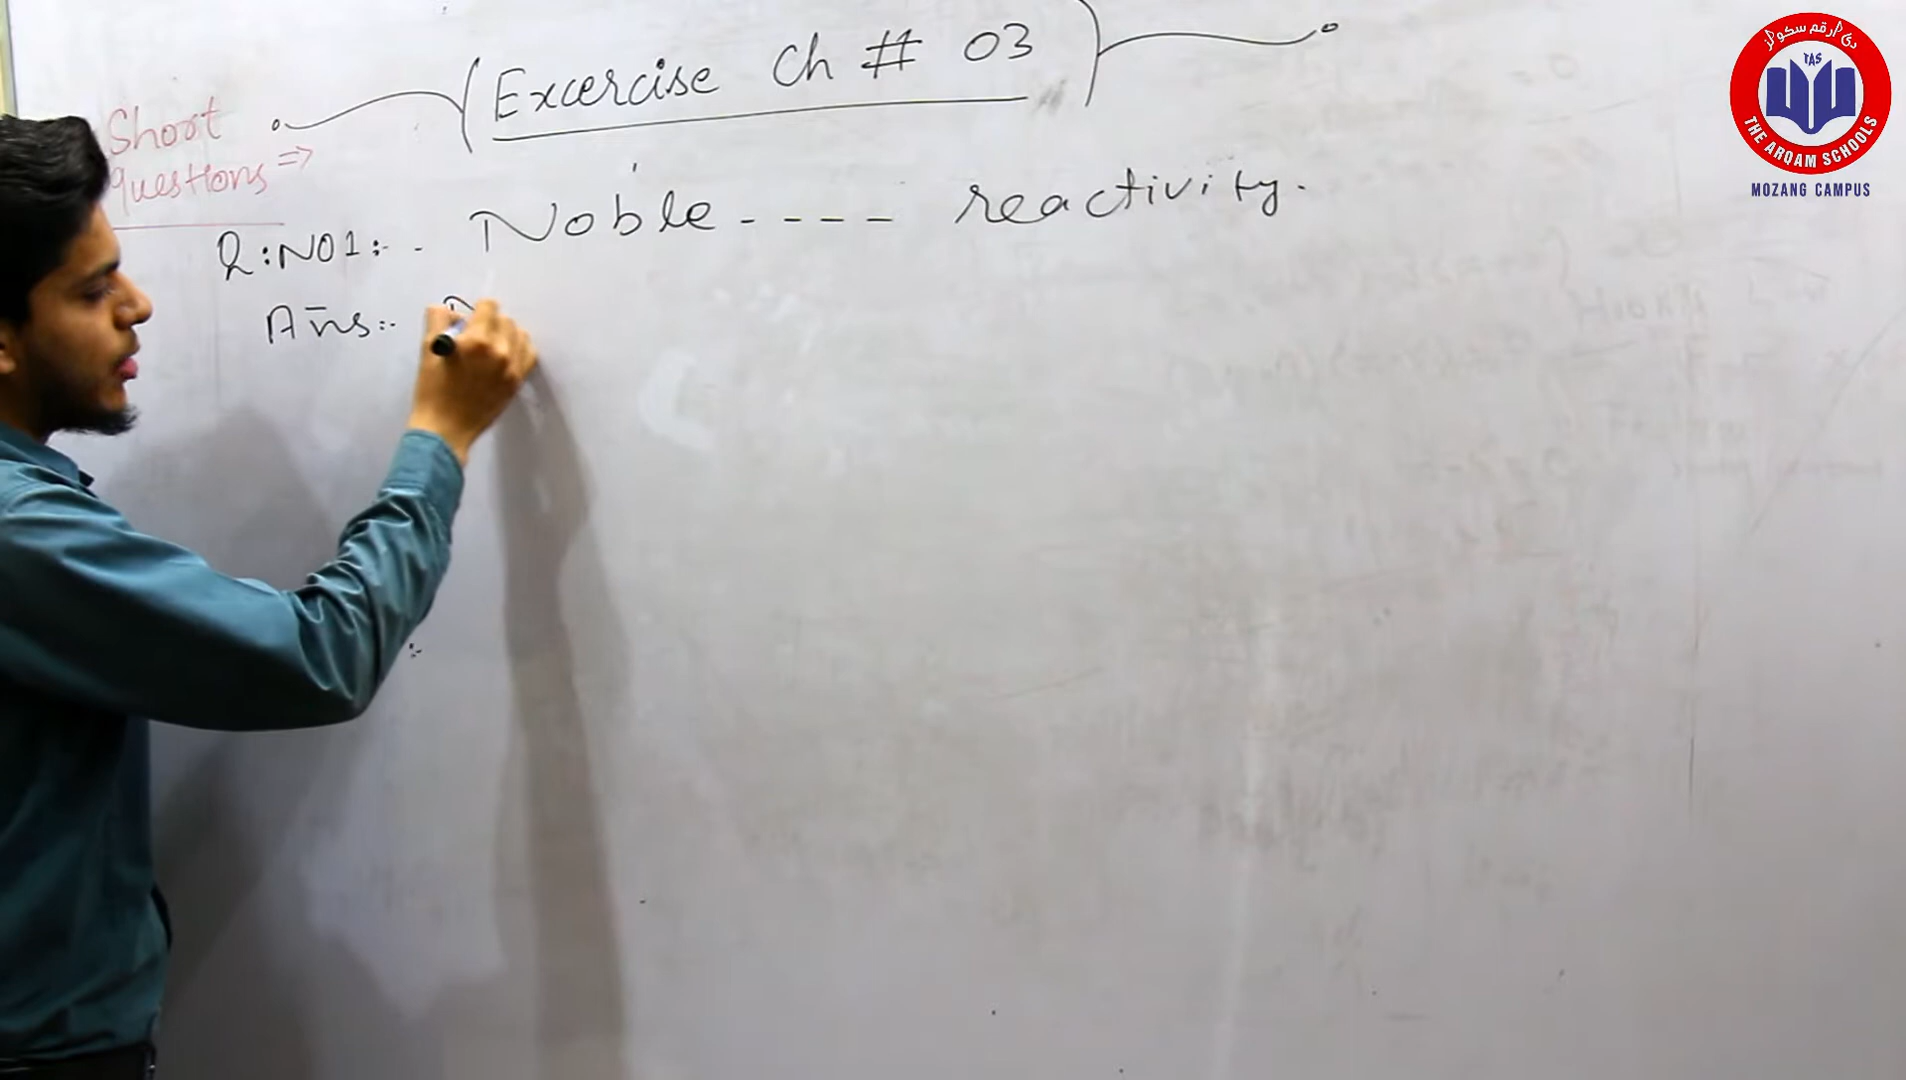 Excercise Ch # 03
Short
Questions =>
Q:NO1:- - Noble - - - - reactivity.
Ans:-
دی ارقم سکولز
TAS
THE ARQAM SCHOOLS
MOZANG CAMPUS